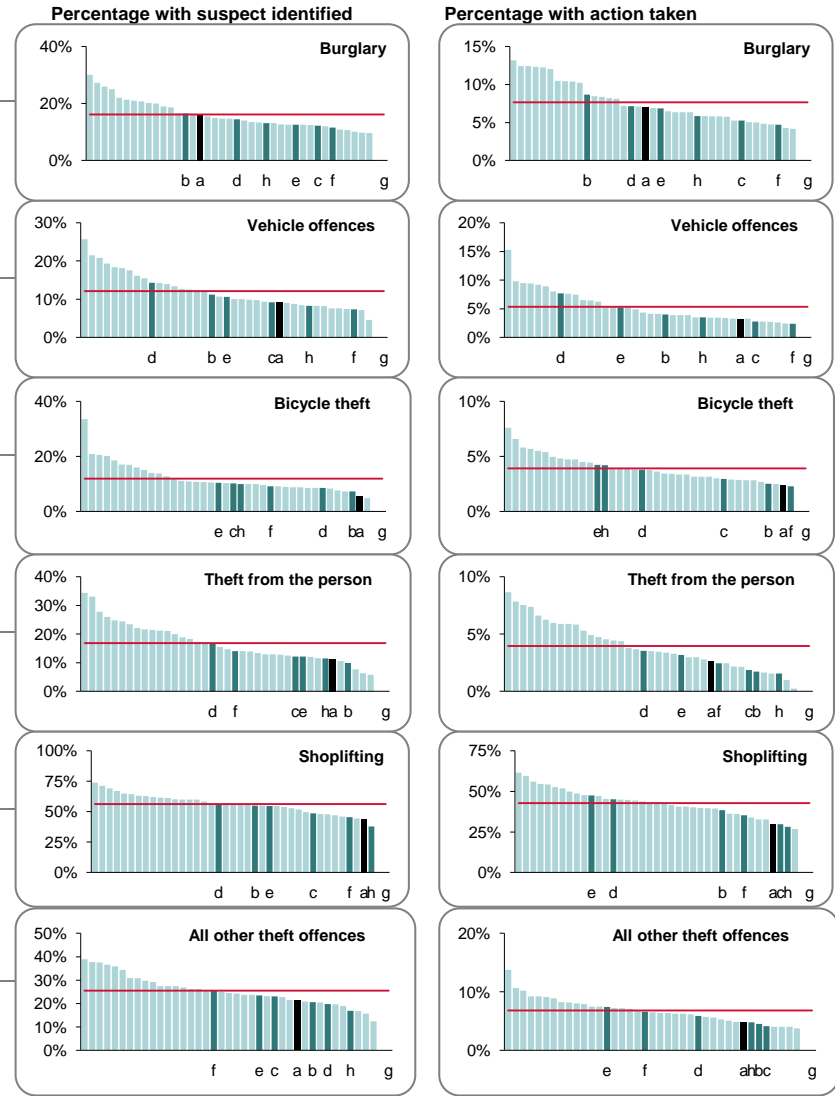 Percentage with suspect identified
Percentage with action taken
Burglary
40%
30%
20%
10%
0%
b a d h e c f g
Burglary
15%
10%
5%
0%
b d a e h c f g
Vehicle offences
30%
20%
10%
0%
d b e ca h f g
Vehicle offences
20%
15%
10%
5%
0%
d e b h a c f g
Bicycle theft
40%
20%
0%
e ch f d ba g
Bicycle theft
10%
5%
0%
eh d c b af g
Theft from the person
40%
30%
20%
10%
0%
d f ce ha b g
Theft from the person
10%
5%
0%
d e af cb h g
Shoplifting
100%
75%
50%
25%
0%
d b e c f ah g
Shoplifting
75%
50%
25%
0%
e d b f ach g
All other theft offences
50%
40%
30%
20%
10%
0%
f e c a b d h g
All other theft offences
20%
10%
0%
e f d ahbc g